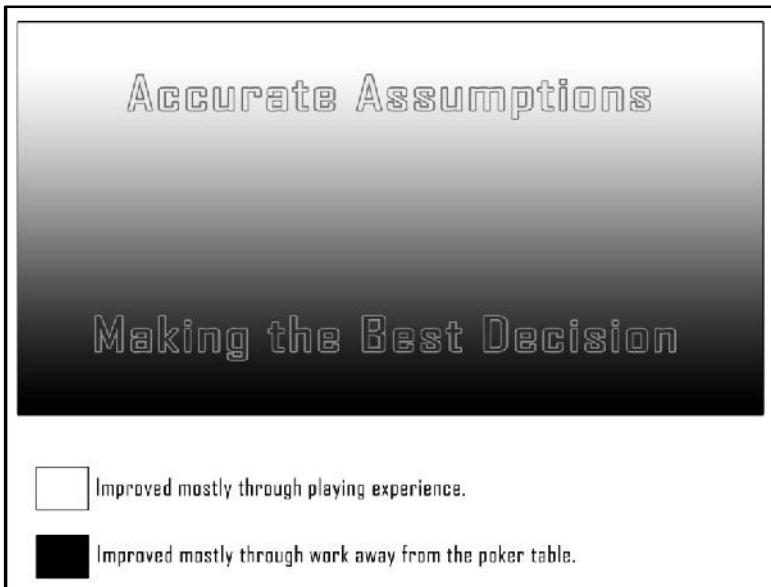 Accurate Assumptions
Making the Best Decision
Improved mostly through playing experience.
Improved mostly through work away from the poker table.